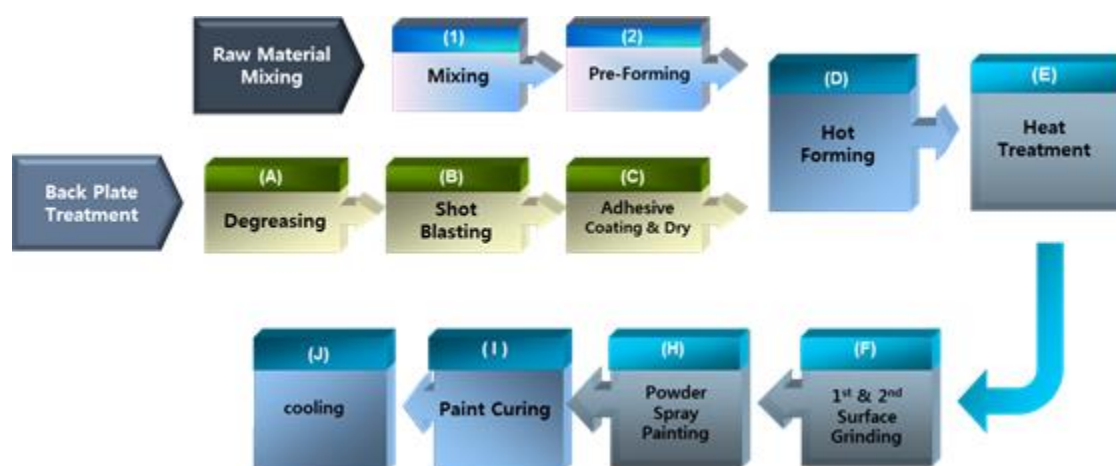 Raw Material
Mixing
(1)
Mixing
(2)
Pre-Forming
(D)
Hot
Forming
(E)
Heat
Treatment
Back Plate
Treatment
(A)
Degreasing
(B)
Shot
Blasting
(C)
Adhesive
Coating & Dry
(J)
cooling
(I)
Paint Curing
(H)
Powder
Spray
Painting
(F)
1st & 2nd
Surface
Grinding